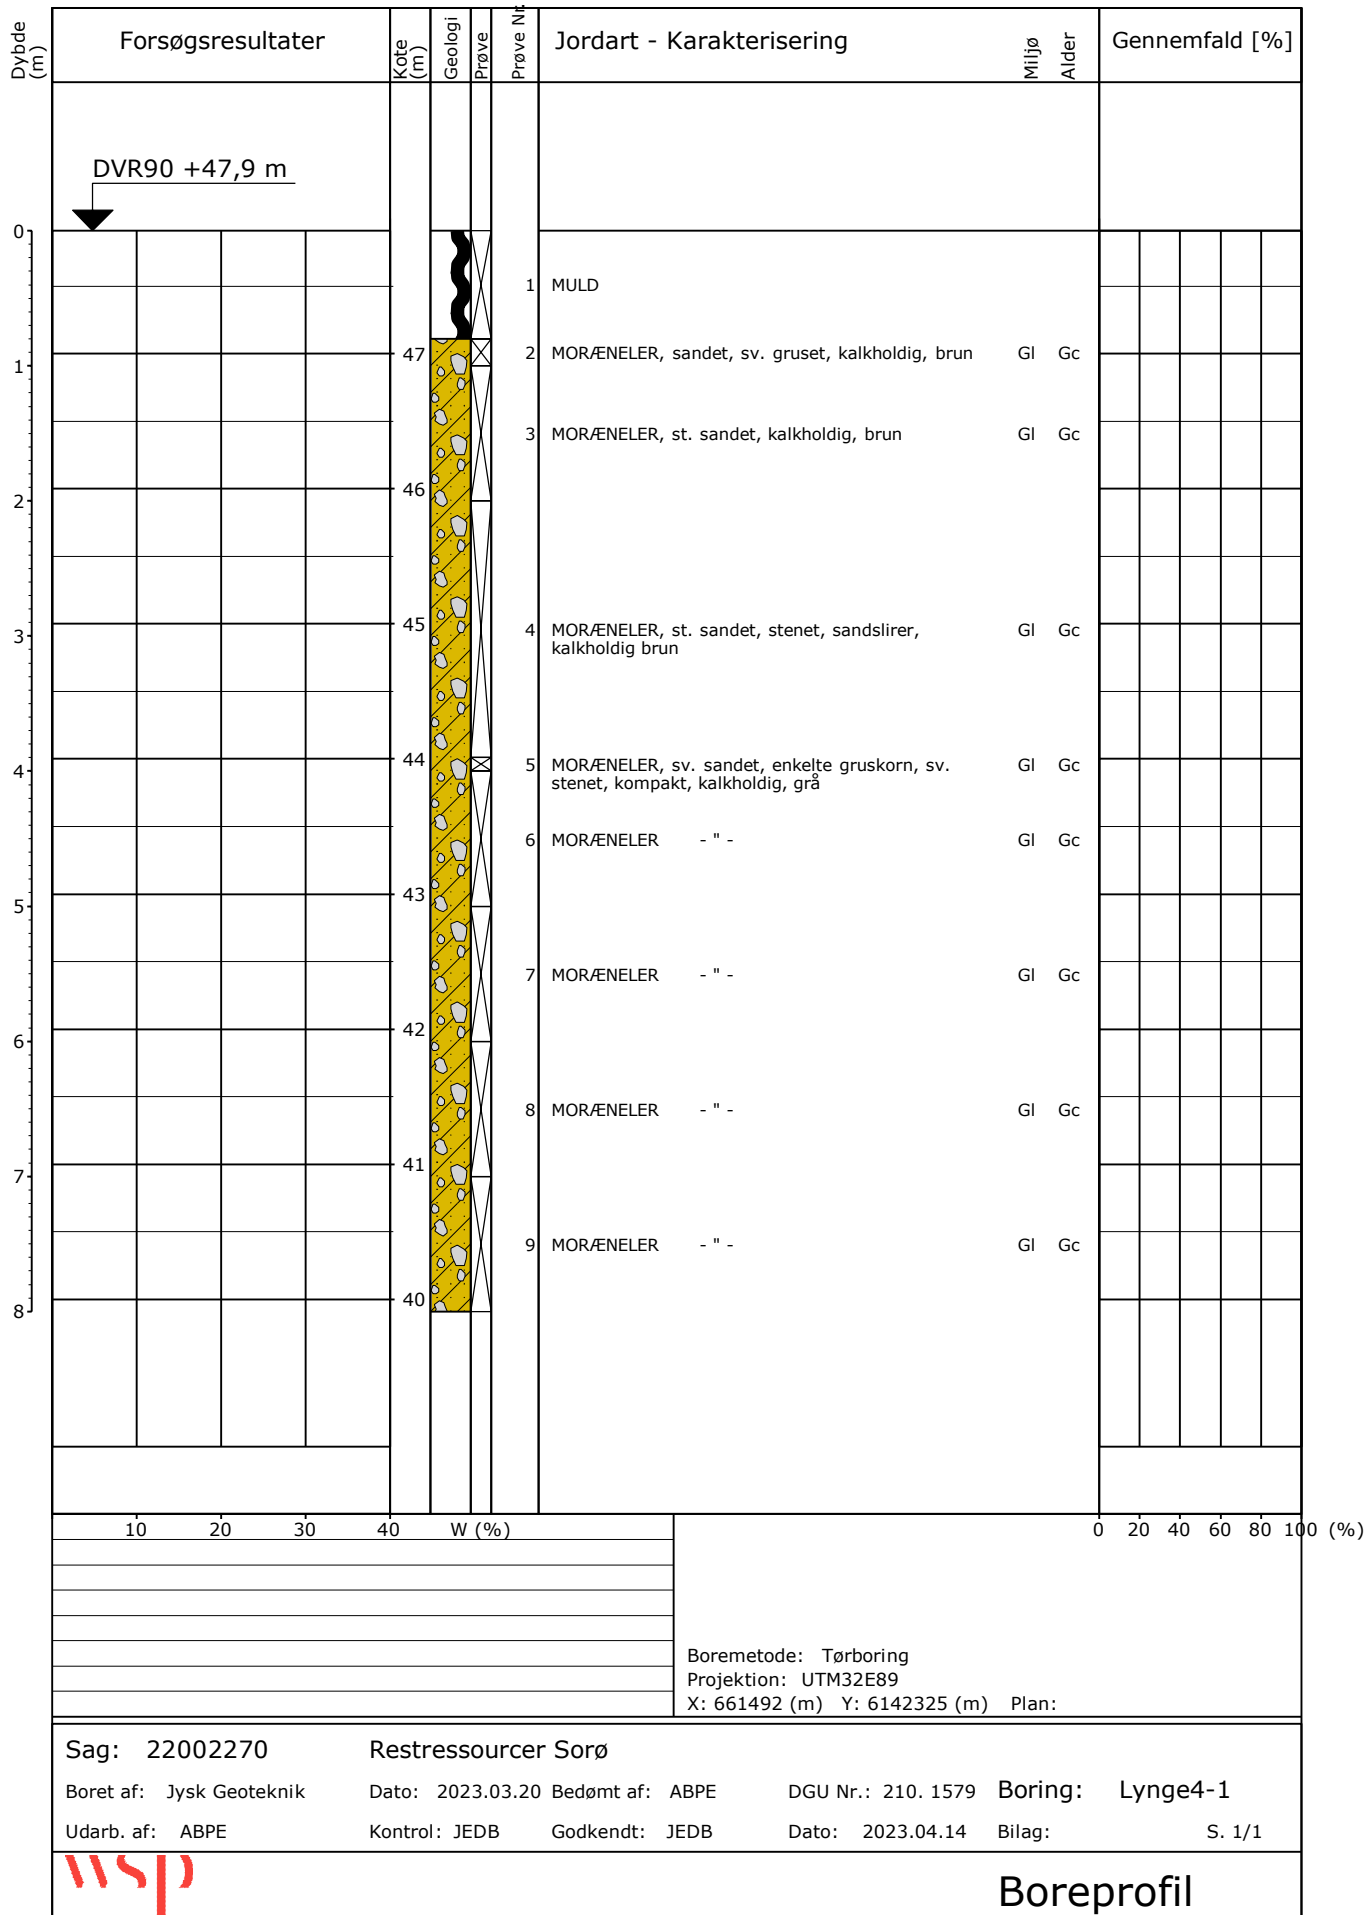 Dybde (m)
Forsøgsresultater
Kote (m)
Geologi
Prøve
Prøve Nr.
Jordart - Karakterisering
Miljø
Alder
Gennemfald [%]
DVR90 +47,9 m
0
1 MULD
47 2 MORÆNELER, sandet, sv. gruset, kalkholdig, brun Gl Gc
1
3 MORÆNELER, st. sandet, kalkholdig, brun Gl Gc
46
2
45
3
4 MORÆNELER, st. sandet, stenet, sandslirer, Gl Gc
kalkholdig brun
44
4
5 MORÆNELER, sv. sandet, enkelte gruskorn, sv. Gl Gc
stenet, kompakt, kalkholdig, grå
6 MORÆNELER - " - Gl Gc
43
5
7 MORÆNELER - " - Gl Gc
42
6
8 MORÆNELER - " - Gl Gc
41
7
9 MORÆNELER - " - Gl Gc
40
8
10 20 30 40 W (%)
0 20 40 60 80 100 (%)
Boremetode: Tørboring
Projektion: UTM32E89
X: 661492 (m) Y: 6142325 (m) Plan:
Sag: 22002270 Restressourcer Sorø
Boret af: Jysk Geoteknik Dato: 2023.03.20 Bedømt af: ABPE DGU Nr.: 210. 1579 Boring: Lynge4-1
Udarb. af: ABPE Kontrol: JEDB Godkendt: JEDB Dato: 2023.04.14 Bilag: S. 1/1
wsp
Boreprofil